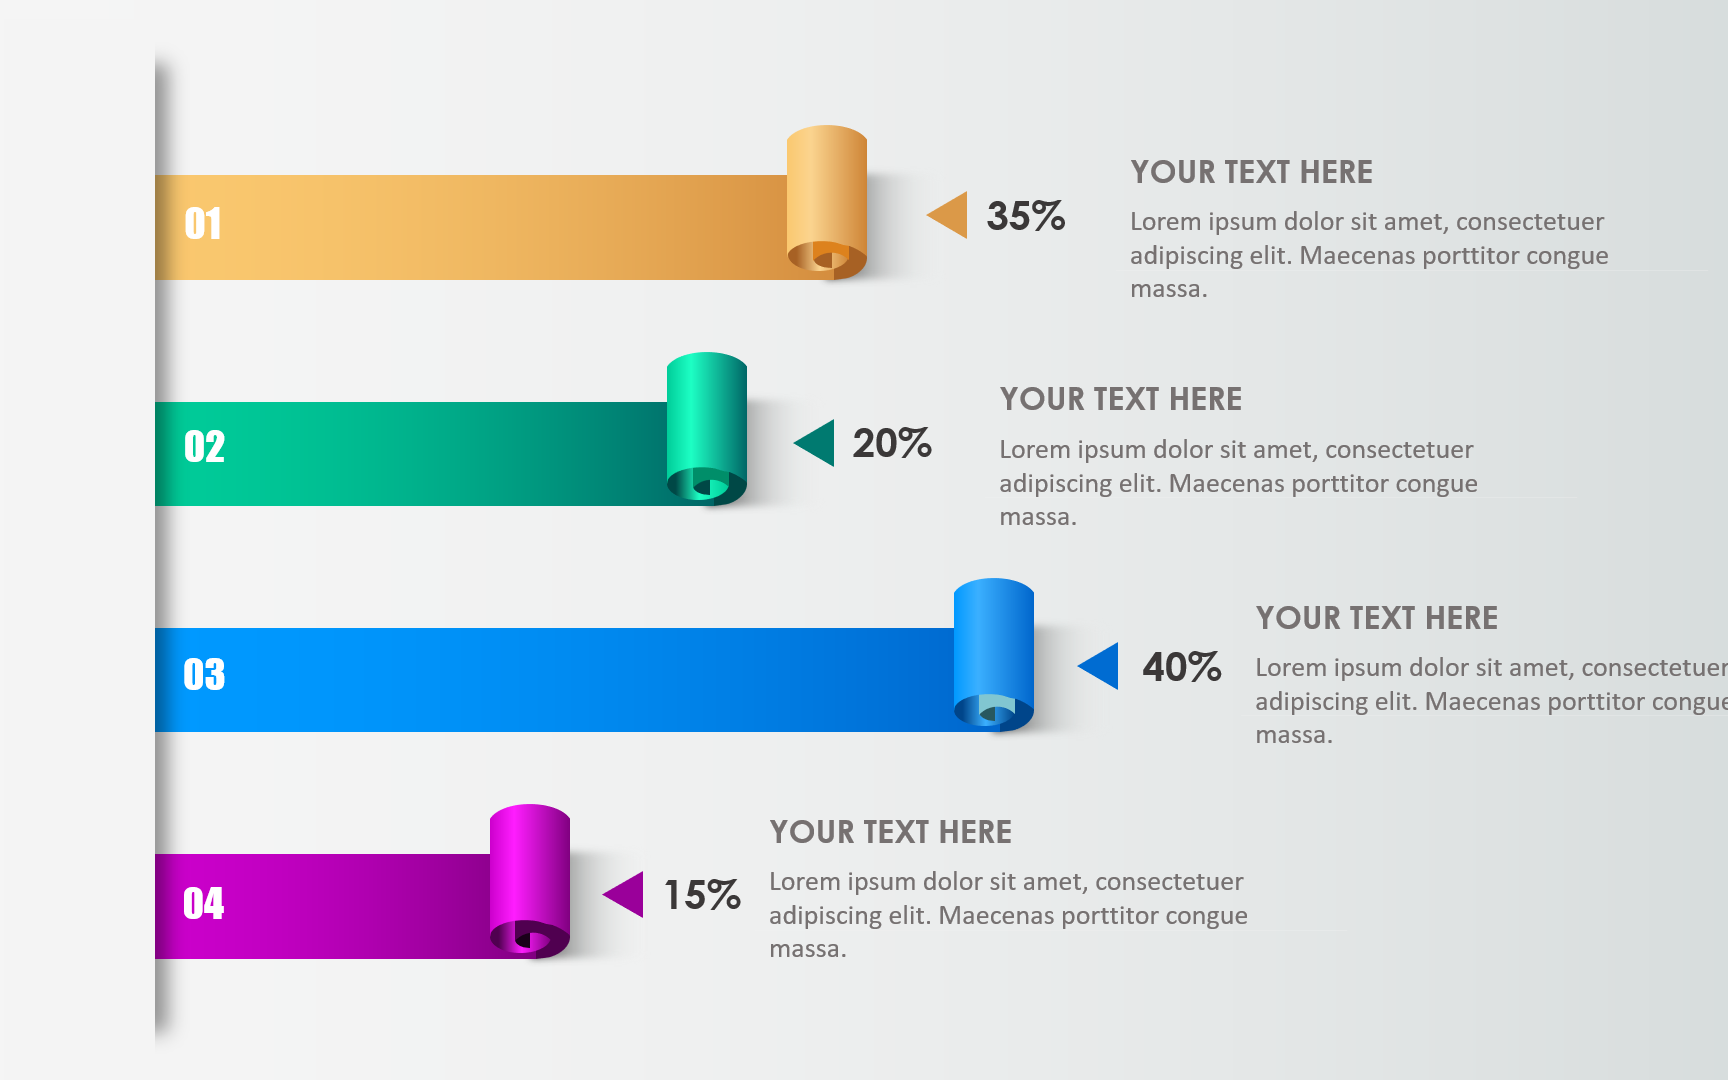 01
35%
YOUR TEXT HERE
Lorem ipsum dolor sit amet, consectetuer
adipiscing elit. Maecenas porttitor congue
massa.
02
20%
YOUR TEXT HERE
Lorem ipsum dolor sit amet, consectetuer
adipiscing elit. Maecenas porttitor congue
massa.
03
40%
YOUR TEXT HERE
Lorem ipsum dolor sit amet, consectetuer
adipiscing elit. Maecenas porttitor congue
massa.
04
15%
YOUR TEXT HERE
Lorem ipsum dolor sit amet, consectetuer
adipiscing elit. Maecenas porttitor congue
massa.